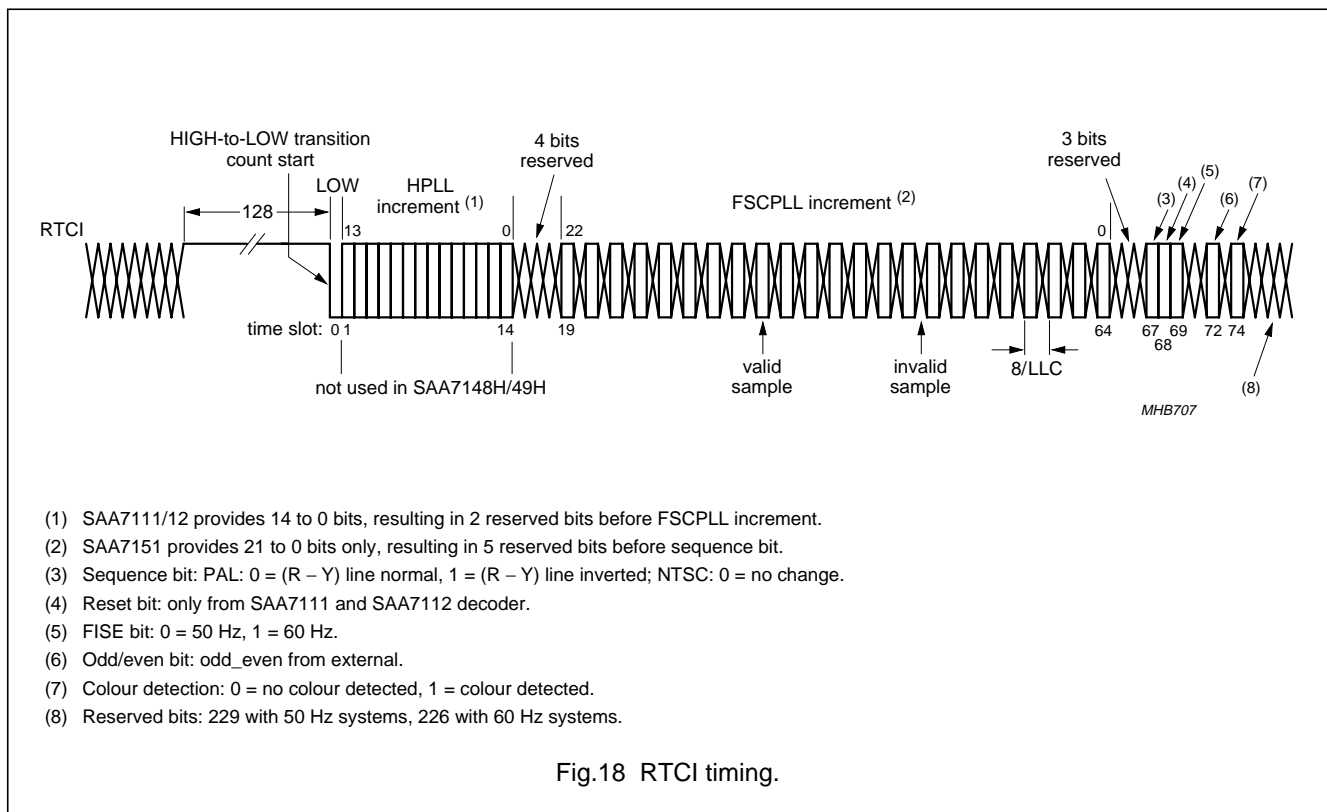 HIGH-to-LOW transition
count start
4 bits
reserved
3 bits
reserved
(3)
(4)
(5)
(6)
(7)
LOW
HPLL
increment (1)
FSCPLL increment (2)
128
RTCI
13
0
22
0
time slot:
0 1
14
19
64
67
68
69
72
74
not used in SAA7148H/49H
valid
sample
invalid
sample
8/LLC
(8)
MHB707
(1) SAA7111/12 provides 14 to 0 bits, resulting in 2 reserved bits before FSCPLL increment.
(2) SAA7151 provides 21 to 0 bits only, resulting in 5 reserved bits before sequence bit.
(3) Sequence bit: PAL: 0 = (R − Y) line normal, 1 = (R − Y) line inverted; NTSC: 0 = no change.
(4) Reset bit: only from SAA7111 and SAA7112 decoder.
(5) FISE bit: 0 = 50 Hz, 1 = 60 Hz.
(6) Odd/even bit: odd_even from external.
(7) Colour detection: 0 = no colour detected, 1 = colour detected.
(8) Reserved bits: 229 with 50 Hz systems, 226 with 60 Hz systems.
Fig.18 RTCI timing.